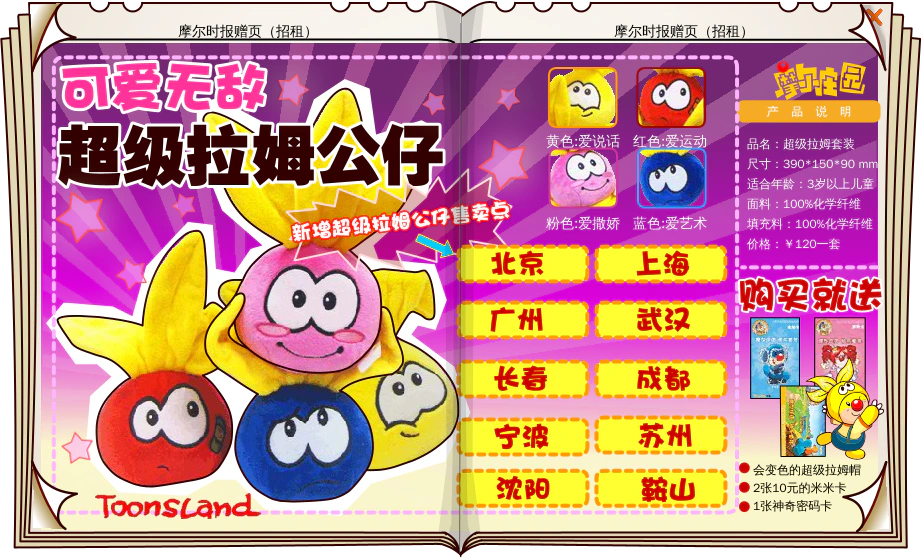 摩尔时报赠页（招租）
摩尔时报赠页（招租）
可爱无敌
超级拉姆公仔
新增超级拉姆公仔售卖点
黄色:爱说话
红色:爱运动
粉色:爱撒娇
蓝色:爱艺术
北京
上海
广州
武汉
长春
成都
宁波
苏州
沈阳
鞍山
ToonsLand
摩尔庄园
产品说明
品名：超级拉姆套装
尺寸：390*150*90 mm
适合年龄：3岁以上儿童
面料：100%化学纤维
填充料：100%化学纤维
价格：￥120一套
购买就送
会变色的超级拉姆帽
2张10元的米米卡
1张神奇密码卡